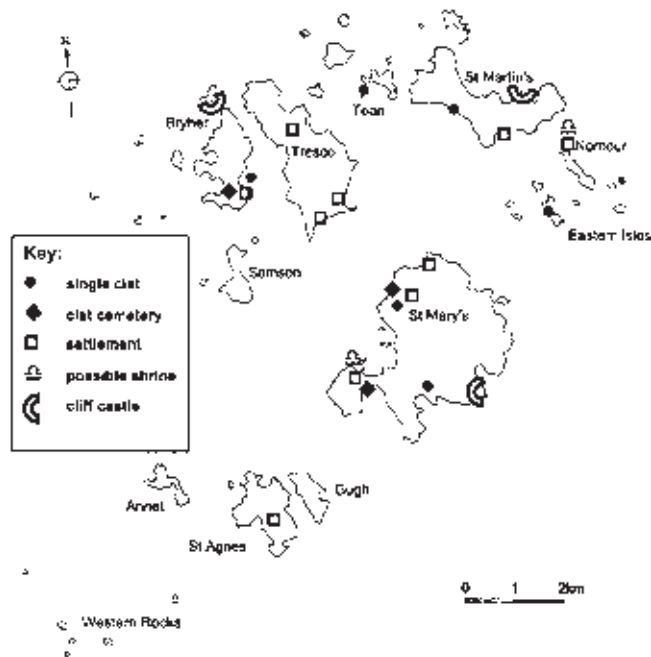 N
St Martin's
Bryher
Tean
Tresco
Nornour
Eastern Isles
Key:
single cist
cist cemetery
settlement
possible shrine
cliff castle
Samson
St Mary's
Annet
Gugh
St Agnes
0 1 2km
Western Rocks